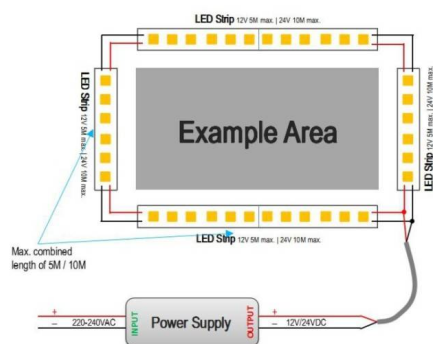 LED Strip 12V 5M max. | 24V 10M max.
LED Strip 12V 5M max. | 24V 10M max.
Example Area
LED Strip 12V 5M max. | 24V 10M max.
LED Strip 12V 5M max. | 24V 10M max.
Max. combined
length of 5M / 10M
+
220-240VAC
–
INPUT
Power Supply
OUTPUT
+
12V/24VDC
–